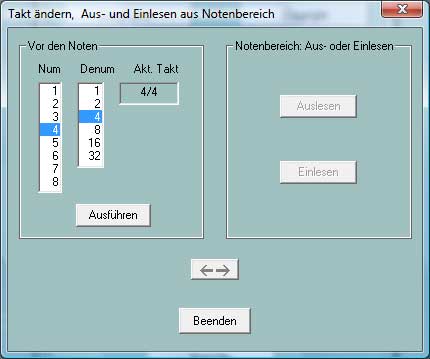 Takt ändern,  Aus- und Einlesen aus Notenbereich
Vor den Noten
Num Denum Akt. Takt
1 1 4/4
2 2
3 4
4 8
5 16
6 32
7
8
Ausführen
Notenbereich: Aus- oder Einlesen
Auslesen
Einlesen
Beenden